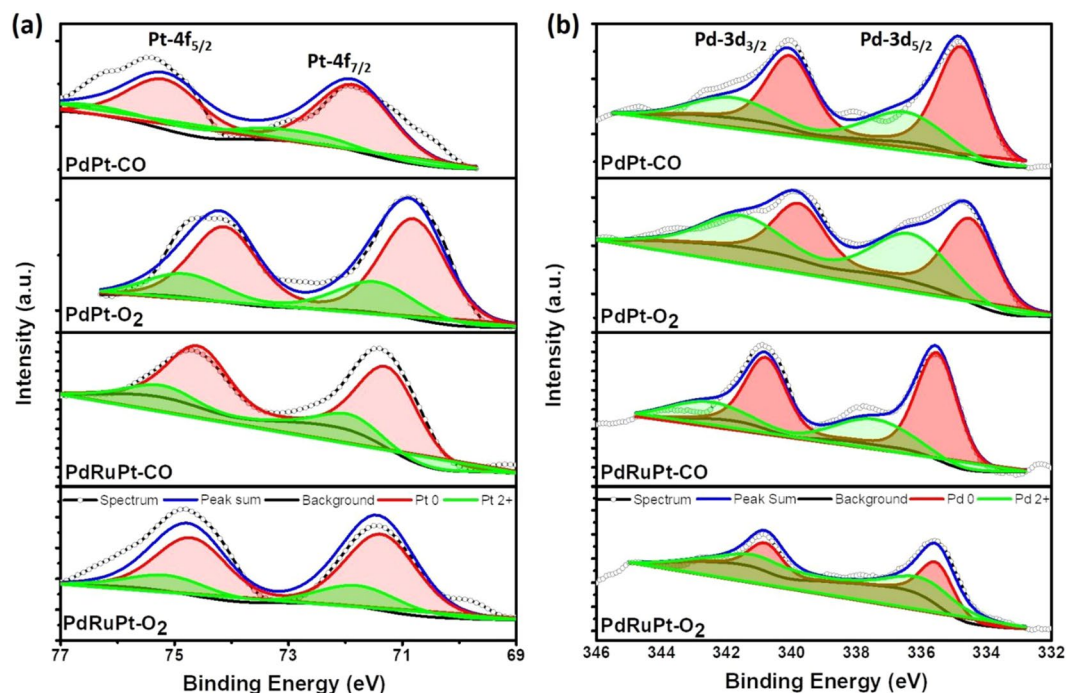 (a)
Pt-4f5/2
Pt-4f7/2
PdPt-CO
PdPt-O2
PdRuPt-CO
Spectrum Peak sum Background Pt 0 Pt 2+
PdRuPt-O2
77 75 73 71 69
Binding Energy (eV)
Intensity (a.u.)
(b)
Pd-3d3/2
Pd-3d5/2
PdPt-CO
PdPt-O2
PdRuPt-CO
Spectrum Peak Sum Background Pd 0 Pd 2+
PdRuPt-O2
346 344 342 340 338 336 334 332
Binding Energy (eV)
Intensity (a.u.)